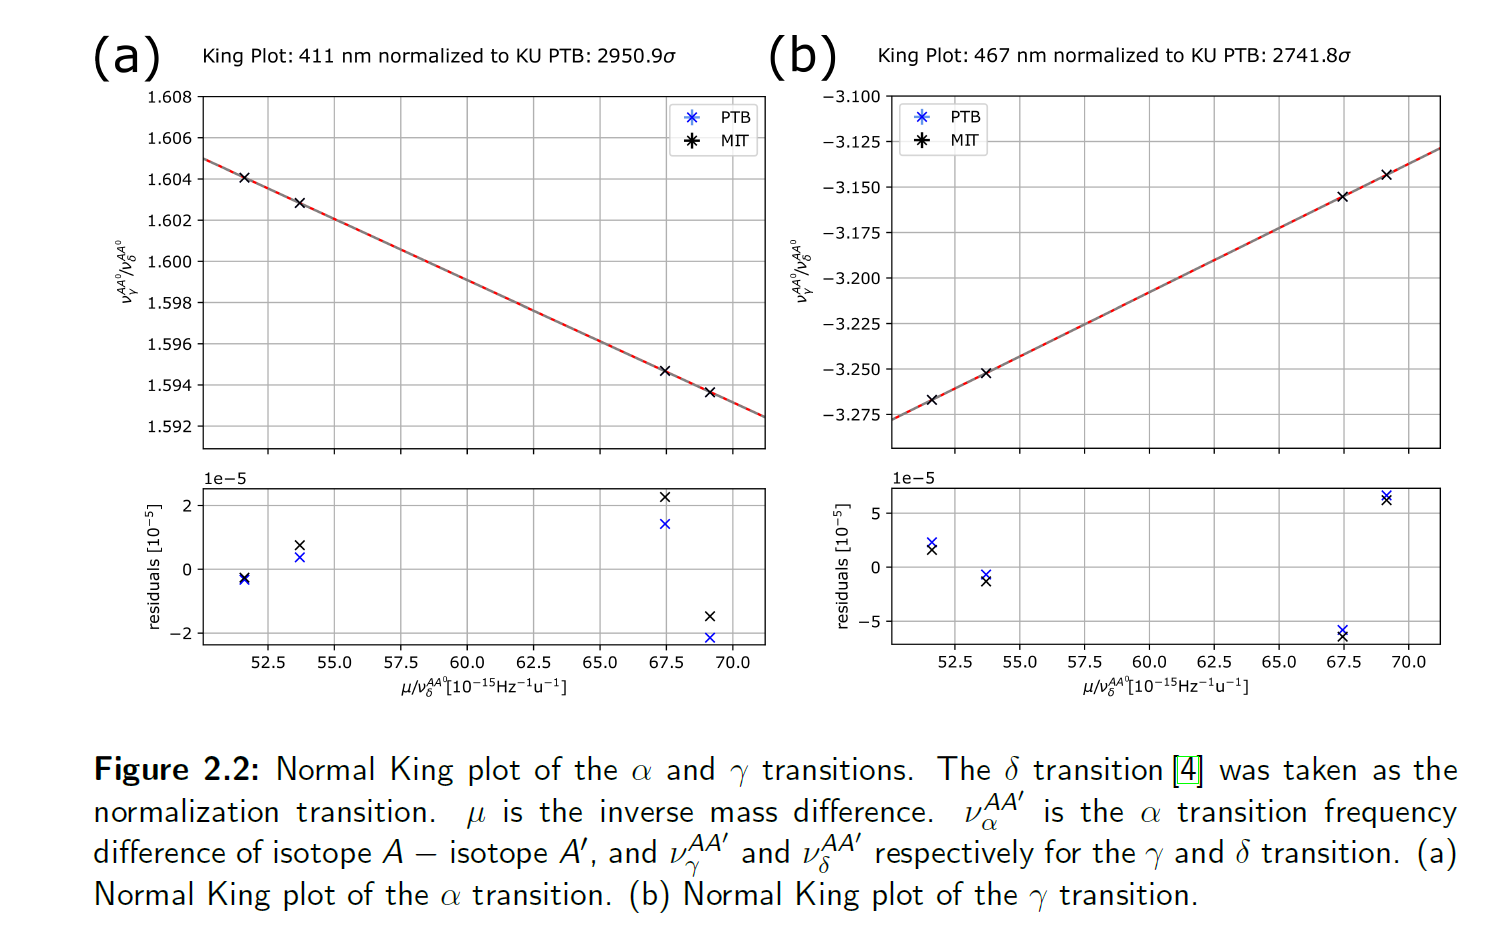 (a)
King Plot: 411 nm normalized to KU PTB: 2950.9σ
1.608
1.606
1.604
1.602
1.600
1.598
1.596
1.594
1.592
ν_γ^{AA⁰}/ν_δ^{AA⁰}
PTB
MIT
1e−5
2
0
−2
residuals [10⁻⁵]
52.5 55.0 57.5 60.0 62.5 65.0 67.5 70.0
μ/ν_δ^{AA⁰}[10⁻¹⁵Hz⁻¹u⁻¹]
(b)
King Plot: 467 nm normalized to KU PTB: 2741.8σ
−3.100
−3.125
−3.150
−3.175
−3.200
−3.225
−3.250
−3.275
ν_γ^{AA⁰}/ν_δ^{AA⁰}
PTB
MIT
1e−5
5
0
−5
residuals [10⁻⁵]
52.5 55.0 57.5 60.0 62.5 65.0 67.5 70.0
μ/ν_δ^{AA⁰}[10⁻¹⁵Hz⁻¹u⁻¹]
Figure 2.2: Normal King plot of the α and γ transitions. The δ transition [4] was taken as the
normalization transition. μ is the inverse mass difference. ν_α^{AA′} is the α transition frequency
difference of isotope A − isotope A′, and ν_γ^{AA′} and ν_δ^{AA′} respectively for the γ and δ transition. (a)
Normal King plot of the α transition. (b) Normal King plot of the γ transition.